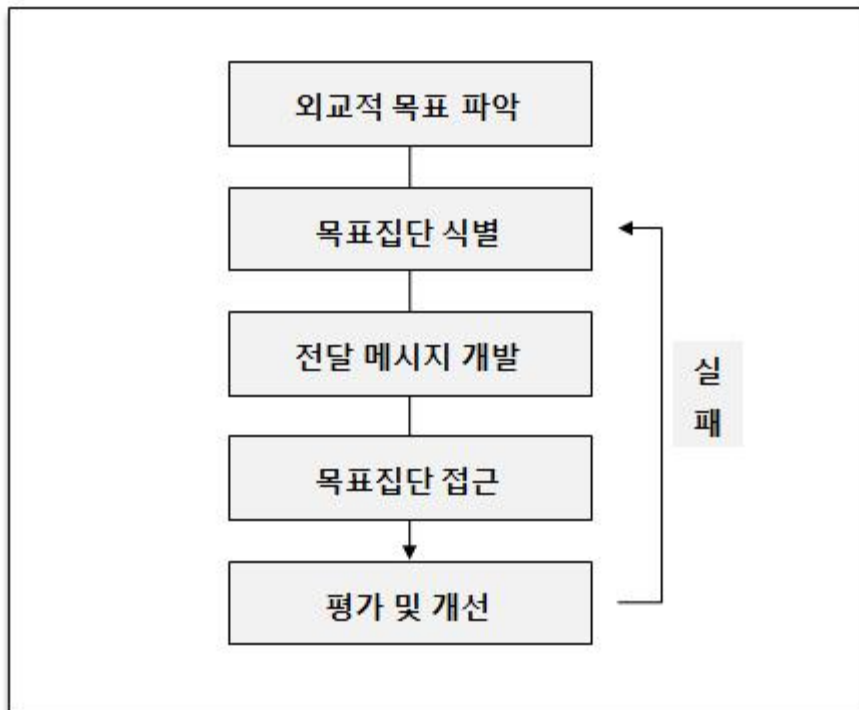 외교적 목표 파악
목표집단 식별
전달 메시지 개발
실
패
목표집단 접근
평가 및 개선